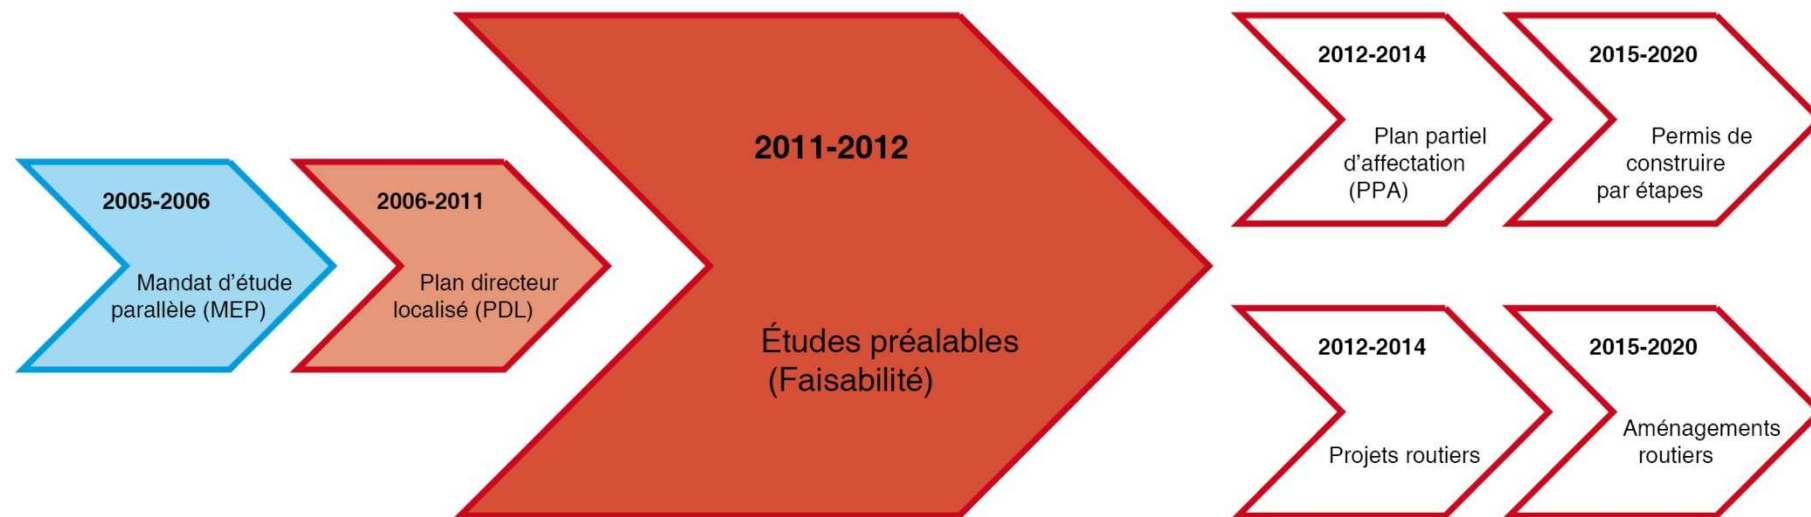 2005-2006
Mandat d'étude
parallèle (MEP)
2006-2011
Plan directeur
localisé (PDL)
2011-2012
Études préalables
(Faisabilité)
2012-2014
Plan partiel
d'affectation
(PPA)
2015-2020
Permis de
construire
par étapes
2012-2014
Projets routiers
2015-2020
Aménagements
routiers